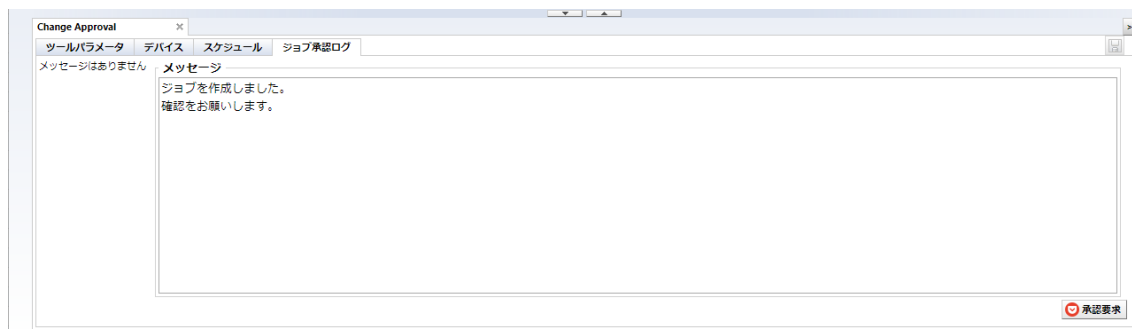 Change Approval
ツールパラメータ デバイス スケジュール ジョブ承認ログ
メッセージはありません
メッセージ
ジョブを作成しました。
確認をお願いします。
承認要求